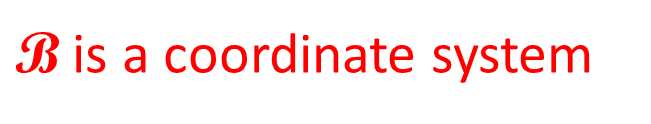 ℬ is a coordinate system